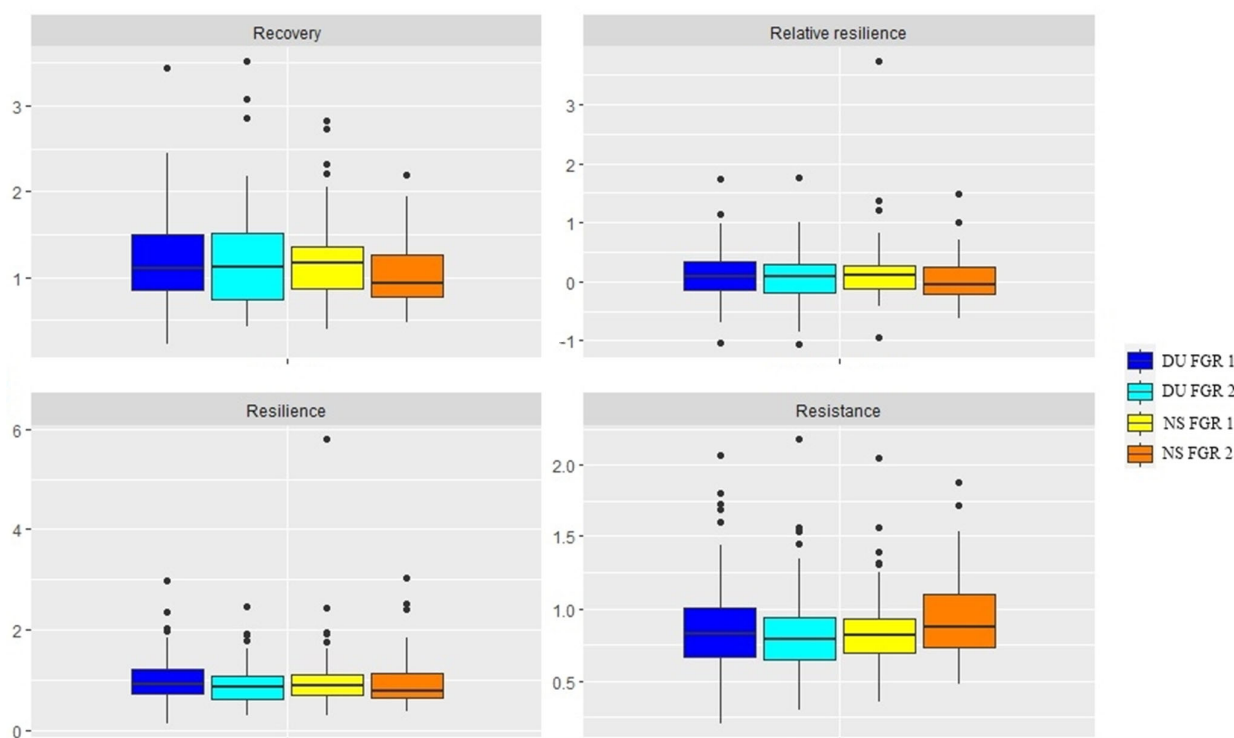 Recovery
Relative resilience
3
2
1
3
2
1
0
-1
Resilience
Resistance
6
4
2
0
2.0
1.5
1.0
0.5
DU FGR 1
DU FGR 2
NS FGR 1
NS FGR 2